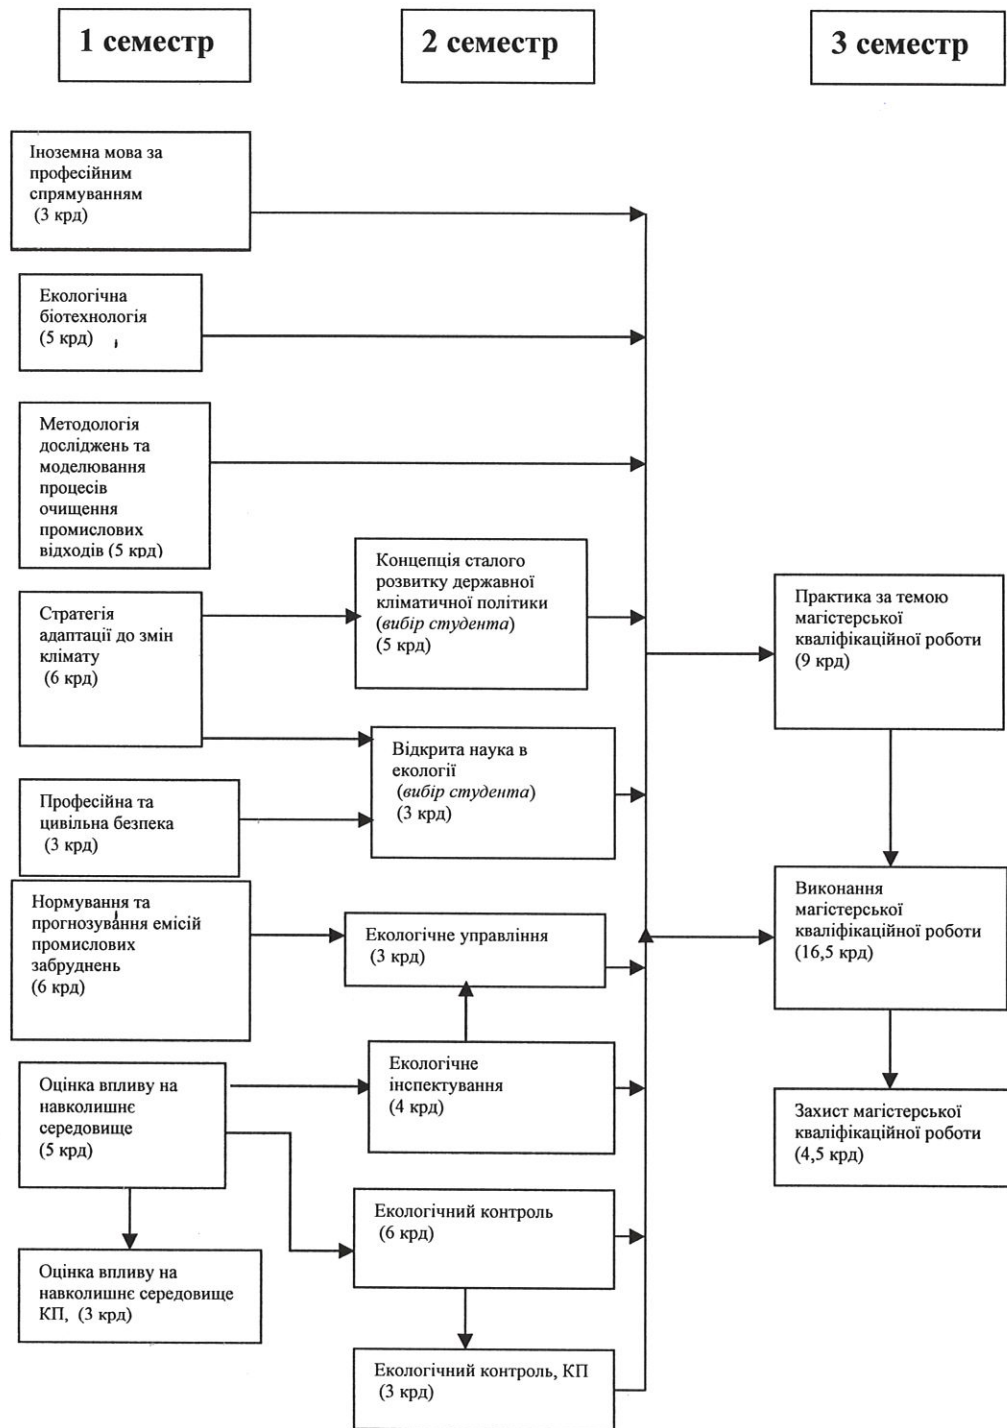 1 семестр
2 семестр
3 семестр
Іноземна мова за
професійним
спрямуванням
(3 крд)
Екологічна
біотехнологія
(5 крд)
Методологія
досліджень та
моделювання
процесів
очищення
промислових
відходів (5 крд)
Стратегія
адаптації до змін
клімату
(6 крд)
Професійна та
цивільна безпека
(3 крд)
Нормування та
прогнозування емісій
промислових
забруднень
(6 крд)
Оцінка впливу на
навколишнє
середовище
(5 крд)
Оцінка впливу на
навколишнє середовище
КП, (3 крд)
Концепція сталого
розвитку державної
кліматичної політики
(вибір студента)
(5 крд)
Відкрита наука в
екології
(вибір студента)
(3 крд)
Екологічне управління
(3 крд)
Екологічне
інспектування
(4 крд)
Екологічний контроль
(6 крд)
Екологічний контроль, КП
(3 крд)
Практика за темою
магістерської
кваліфікаційної роботи
(9 крд)
Виконання
магістерської
кваліфікаційної роботи
(16,5 крд)
Захист магістерської
кваліфікаційної роботи
(4,5 крд)